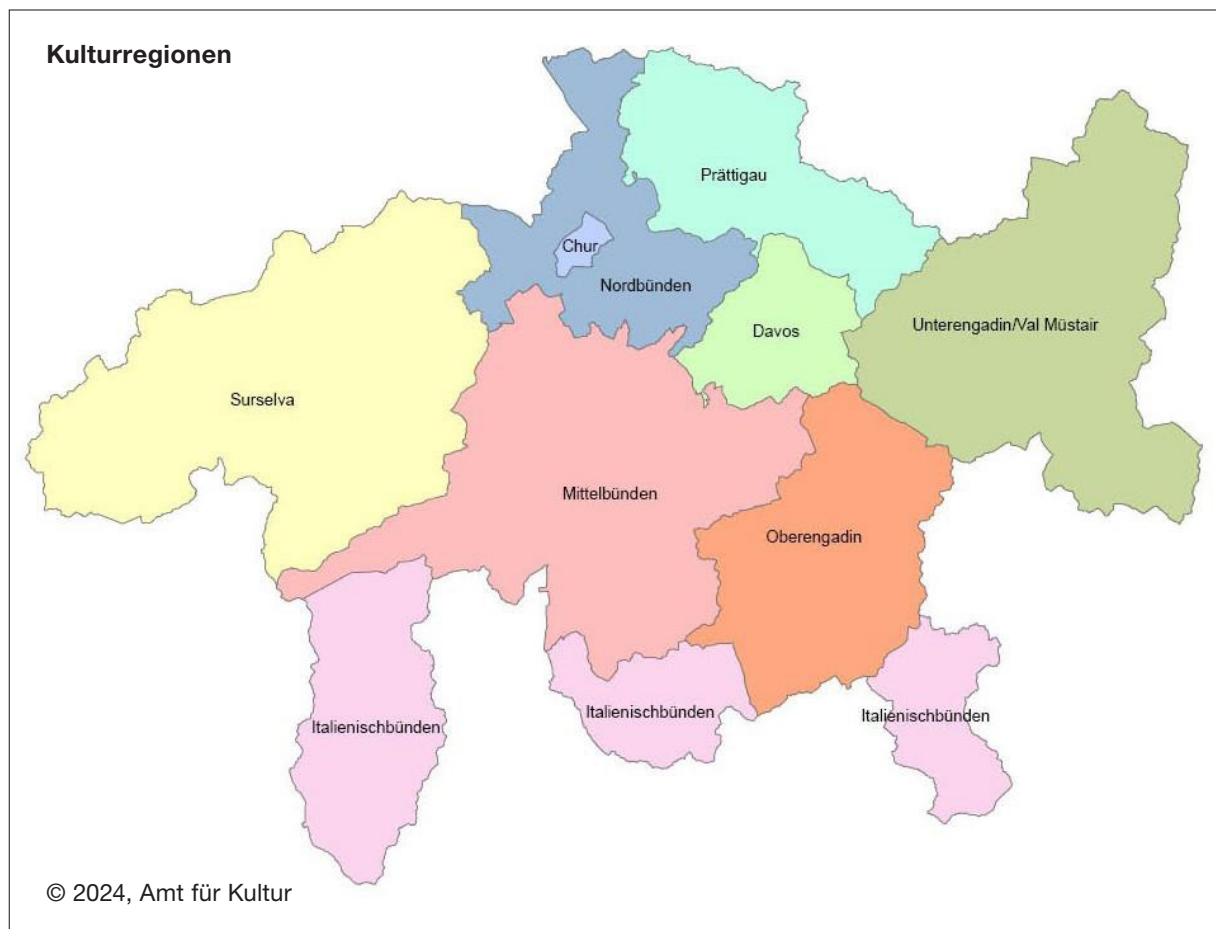 Kulturregionen
Prättigau
Chur
Nordbünden
Davos
Unterengadin/Val Müstair
Surselva
Mittelbünden
Oberengadin
Italienischbünden
Italienischbünden
Italienischbünden
© 2024, Amt für Kultur